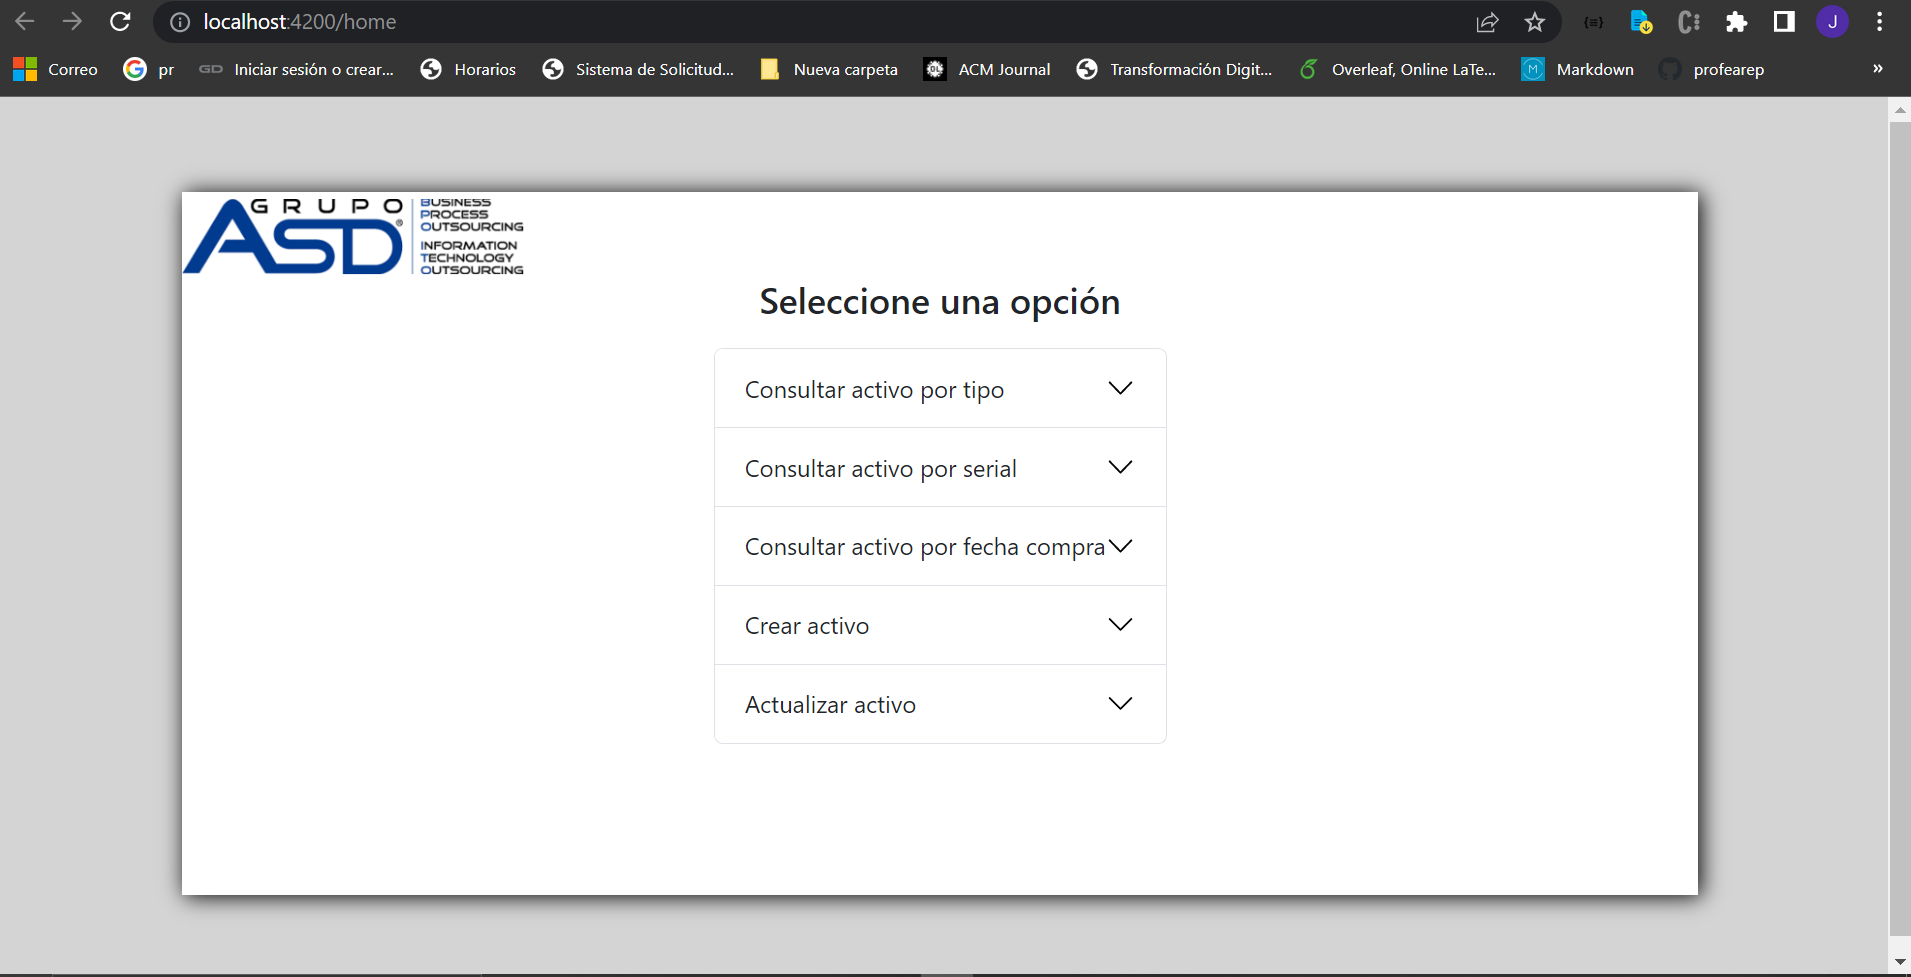 localhost:4200/home
J
Correo
pr
GD Iniciar sesión o crear...
Horarios
Sistema de Solicitud...
Nueva carpeta
ACM Journal
Transformación Digit...
Overleaf, Online LaTe...
M Markdown
profearep
»
GRUPO
ASD®
BUSINESS
PROCESS
OUTSOURCING
INFORMATION
TECHNOLOGY
OUTSOURCING
Seleccione una opción
Consultar activo por tipo
Consultar activo por serial
Consultar activo por fecha compra
Crear activo
Actualizar activo